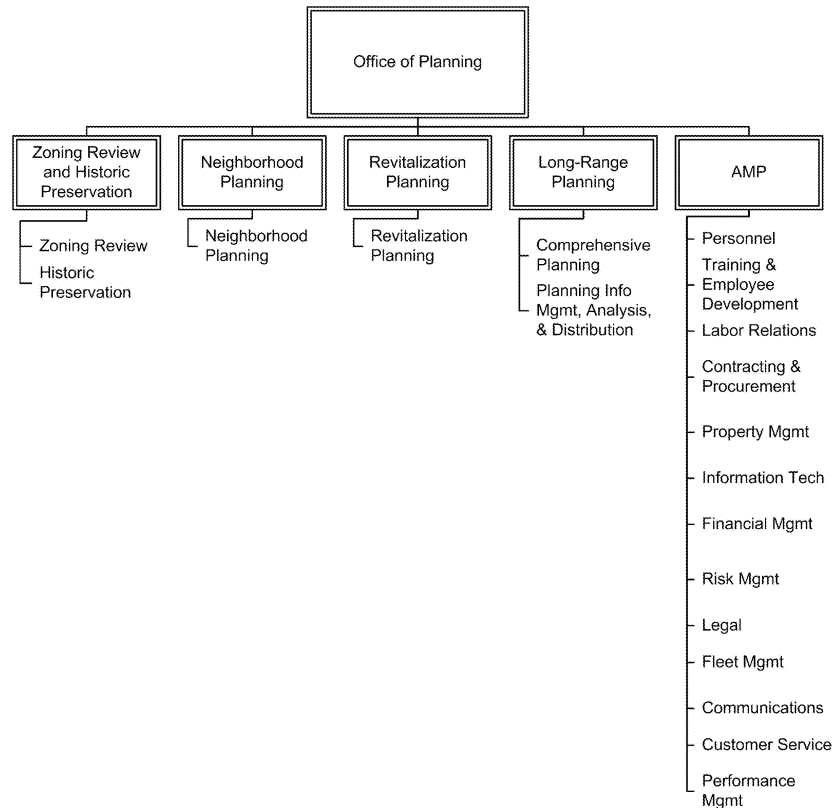 Office of Planning
Zoning Review
and Historic
Preservation
Neighborhood
Planning
Revitalization
Planning
Long-Range
Planning
AMP
Zoning Review
Historic
Preservation
Neighborhood
Planning
Revitalization
Planning
Comprehensive
Planning
Planning Info
Mgmt, Analysis,
& Distribution
Personnel
Training &
Employee
Development
Labor Relations
Contracting &
Procurement
Property Mgmt
Information Tech
Financial Mgmt
Risk Mgmt
Legal
Fleet Mgmt
Communications
Customer Service
Performance
Mgmt